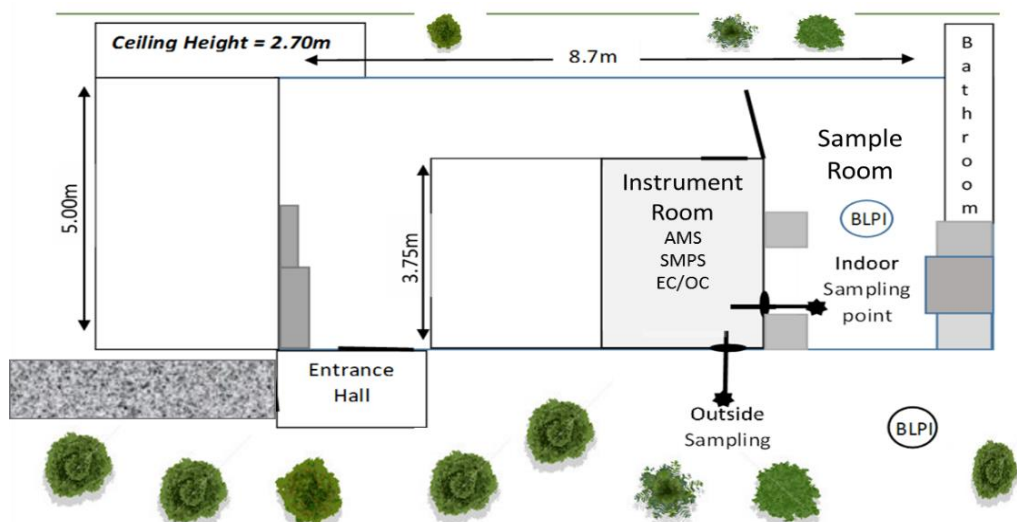 Ceiling Height = 2.70m
8.7m
Bathroom
5.00m
3.75m
Instrument
Room
AMS
SMPS
EC/OC
Sample
Room
BLPI
Indoor
Sampling
point
Entrance
Hall
Outside
Sampling
BLPI